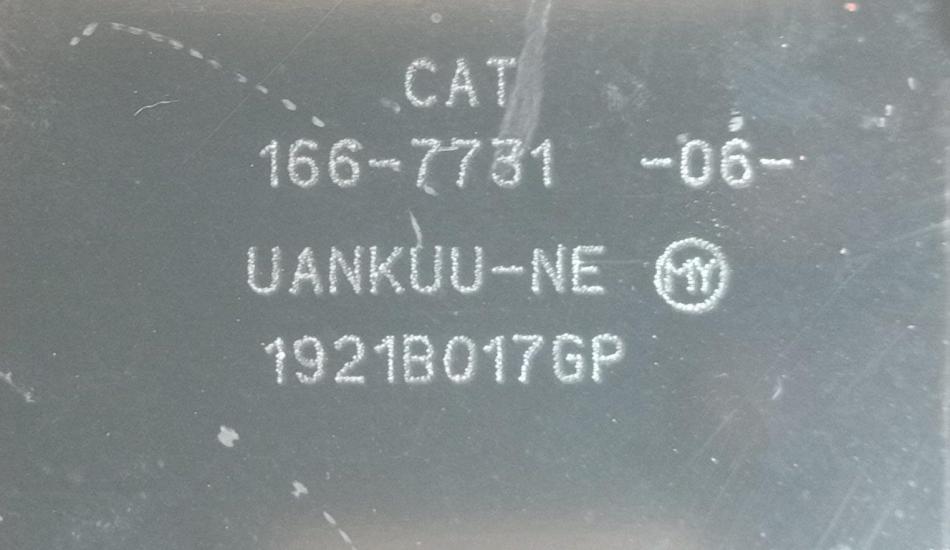 CAT
166-7731 -06-
UANKUU-NE MY
1921B017GP